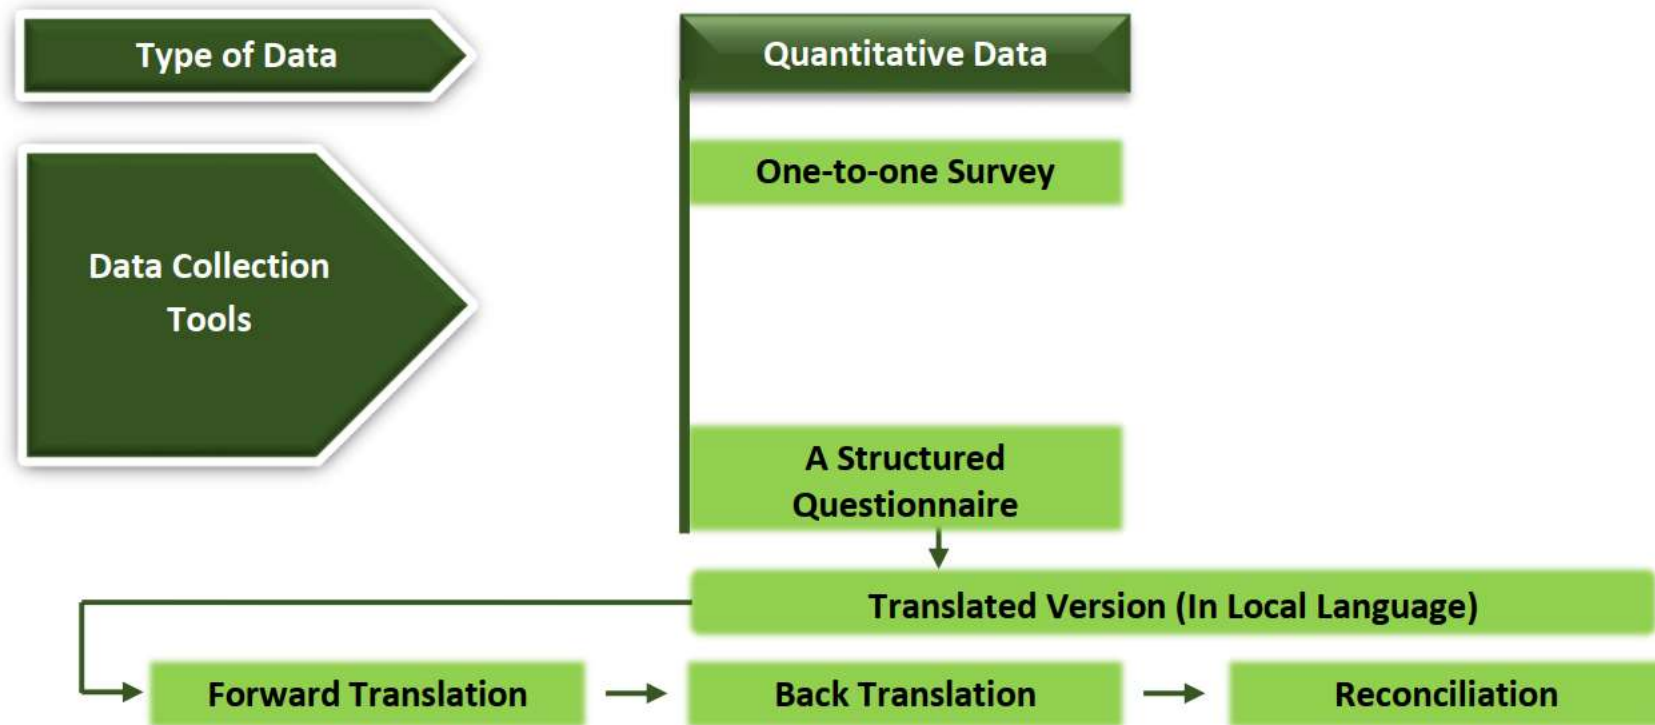 Type of Data
Quantitative Data
One-to-one Survey
Data Collection
Tools
A Structured
Questionnaire
Translated Version (In Local Language)
Forward Translation
Back Translation
Reconciliation